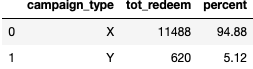 campaign_type tot_redeem percent
0 X 11488 94.88
1 Y 620 5.12